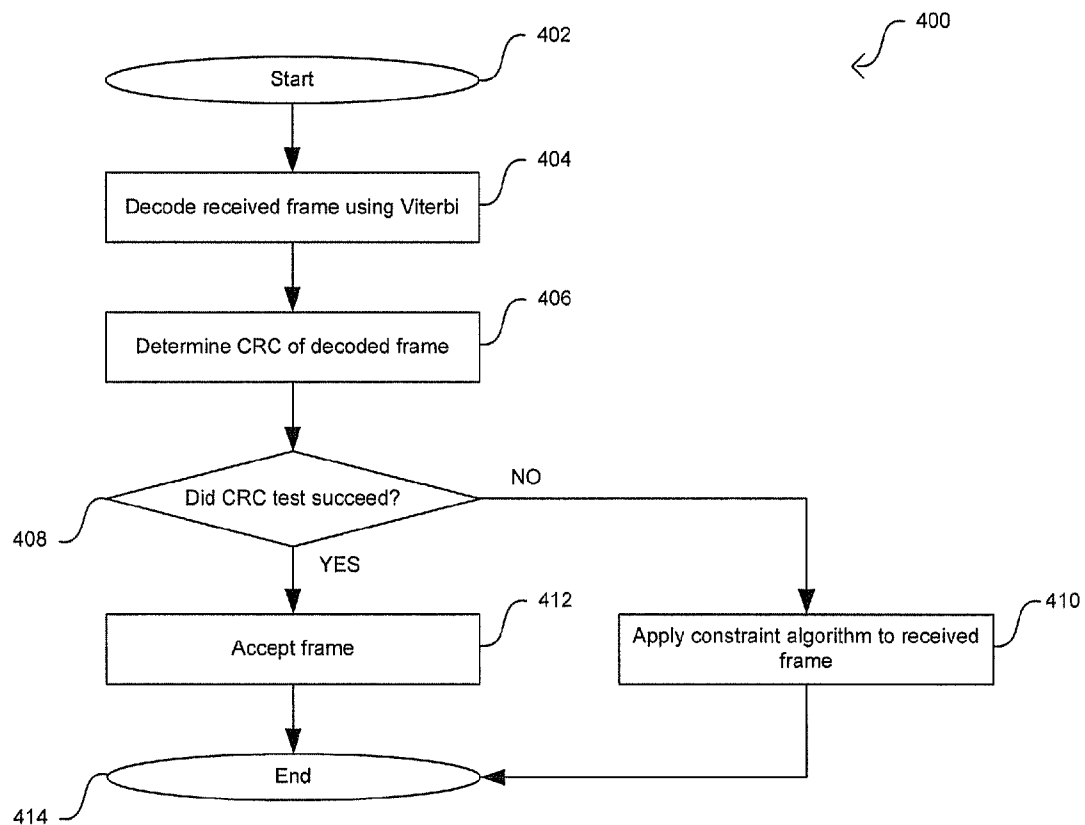 402
400
Start
404
Decode received frame using Viterbi
406
Determine CRC of decoded frame
NO
Did CRC test succeed?
408
YES
412
410
Accept frame
Apply constraint algorithm to received
frame
End
414